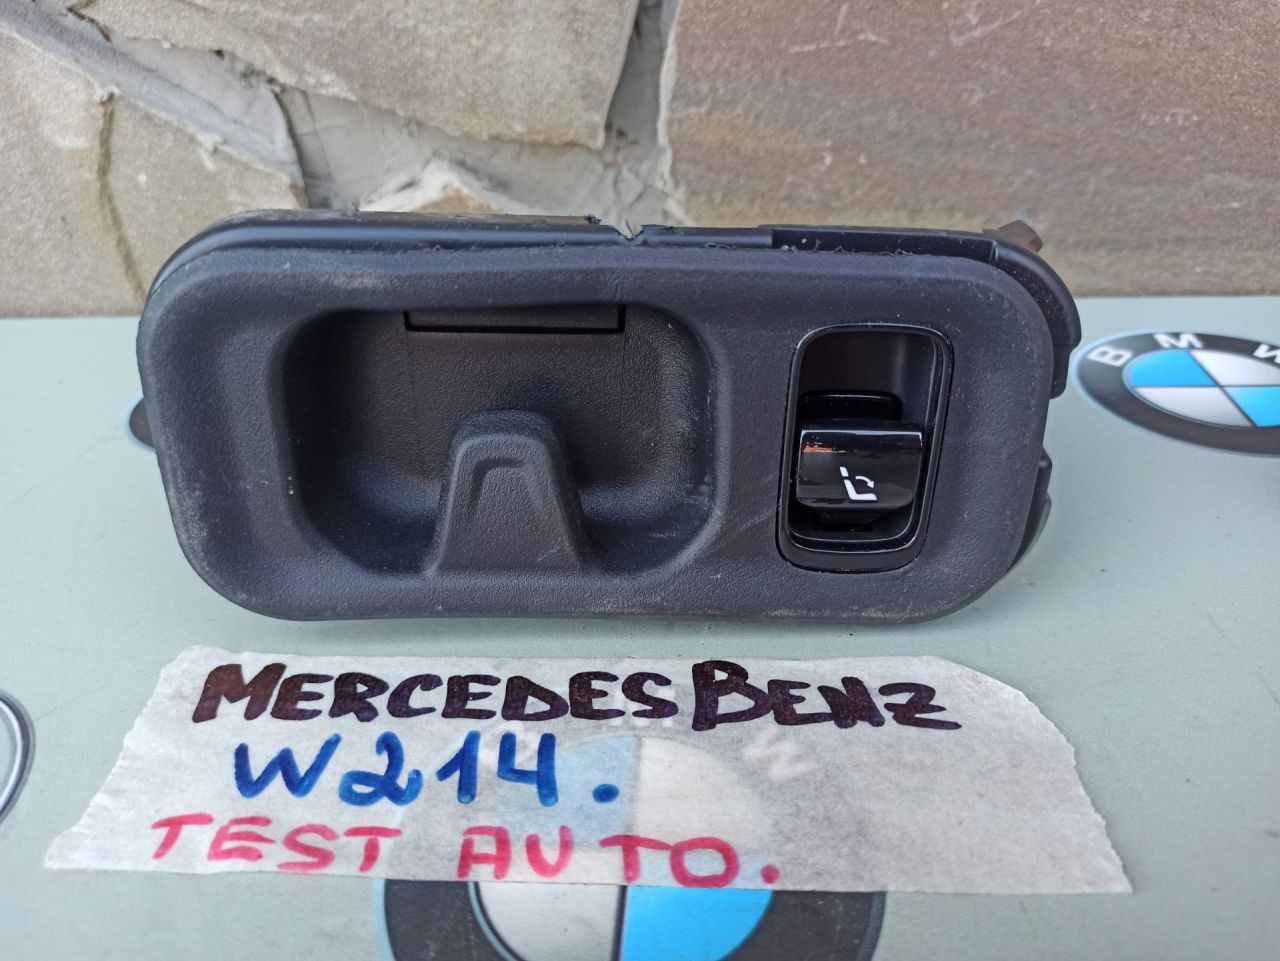 BMW
MERCEDES BENZ
W214.
TEST AUTO.